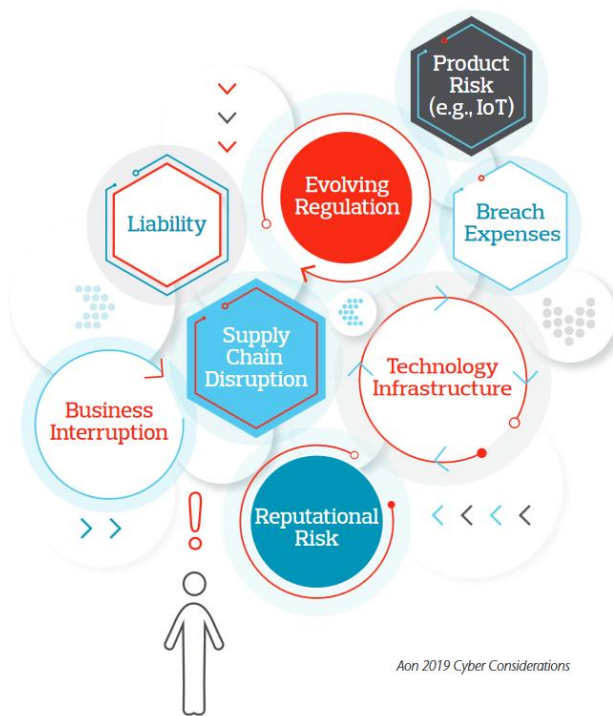 Product
Risk
(e.g., IoT)
Evolving
Regulation
Liability
Breach
Expenses
Supply
Chain
Disruption
Technology
Infrastructure
Business
Interruption
Reputational
Risk
!
Aon 2019 Cyber Considerations